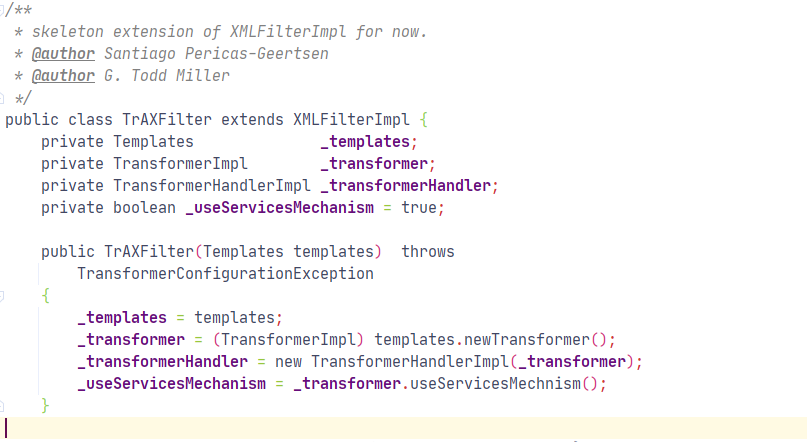 /**
 * skeleton extension of XMLFilterImpl for now.
 * @author Santiago Pericas-Geertsen
 * @author G. Todd Miller
 */
public class TrAXFilter extends XMLFilterImpl {
    private Templates              _templates;
    private TransformerImpl        _transformer;
    private TransformerHandlerImpl _transformerHandler;
    private boolean _useServicesMechanism = true;

    public TrAXFilter(Templates templates)  throws
        TransformerConfigurationException
    {
        _templates = templates;
        _transformer = (TransformerImpl) templates.newTransformer();
        _transformerHandler = new TransformerHandlerImpl(_transformer);
        _useServicesMechanism = _transformer.useServicesMechnism();
    }